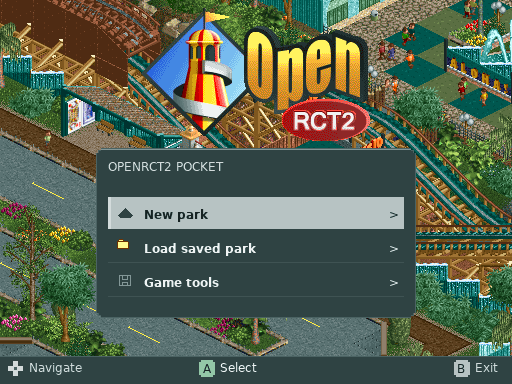 Open
RCT2
OPENRCT2 POCKET
New park >
Load saved park >
Game tools >
Navigate A Select B Exit